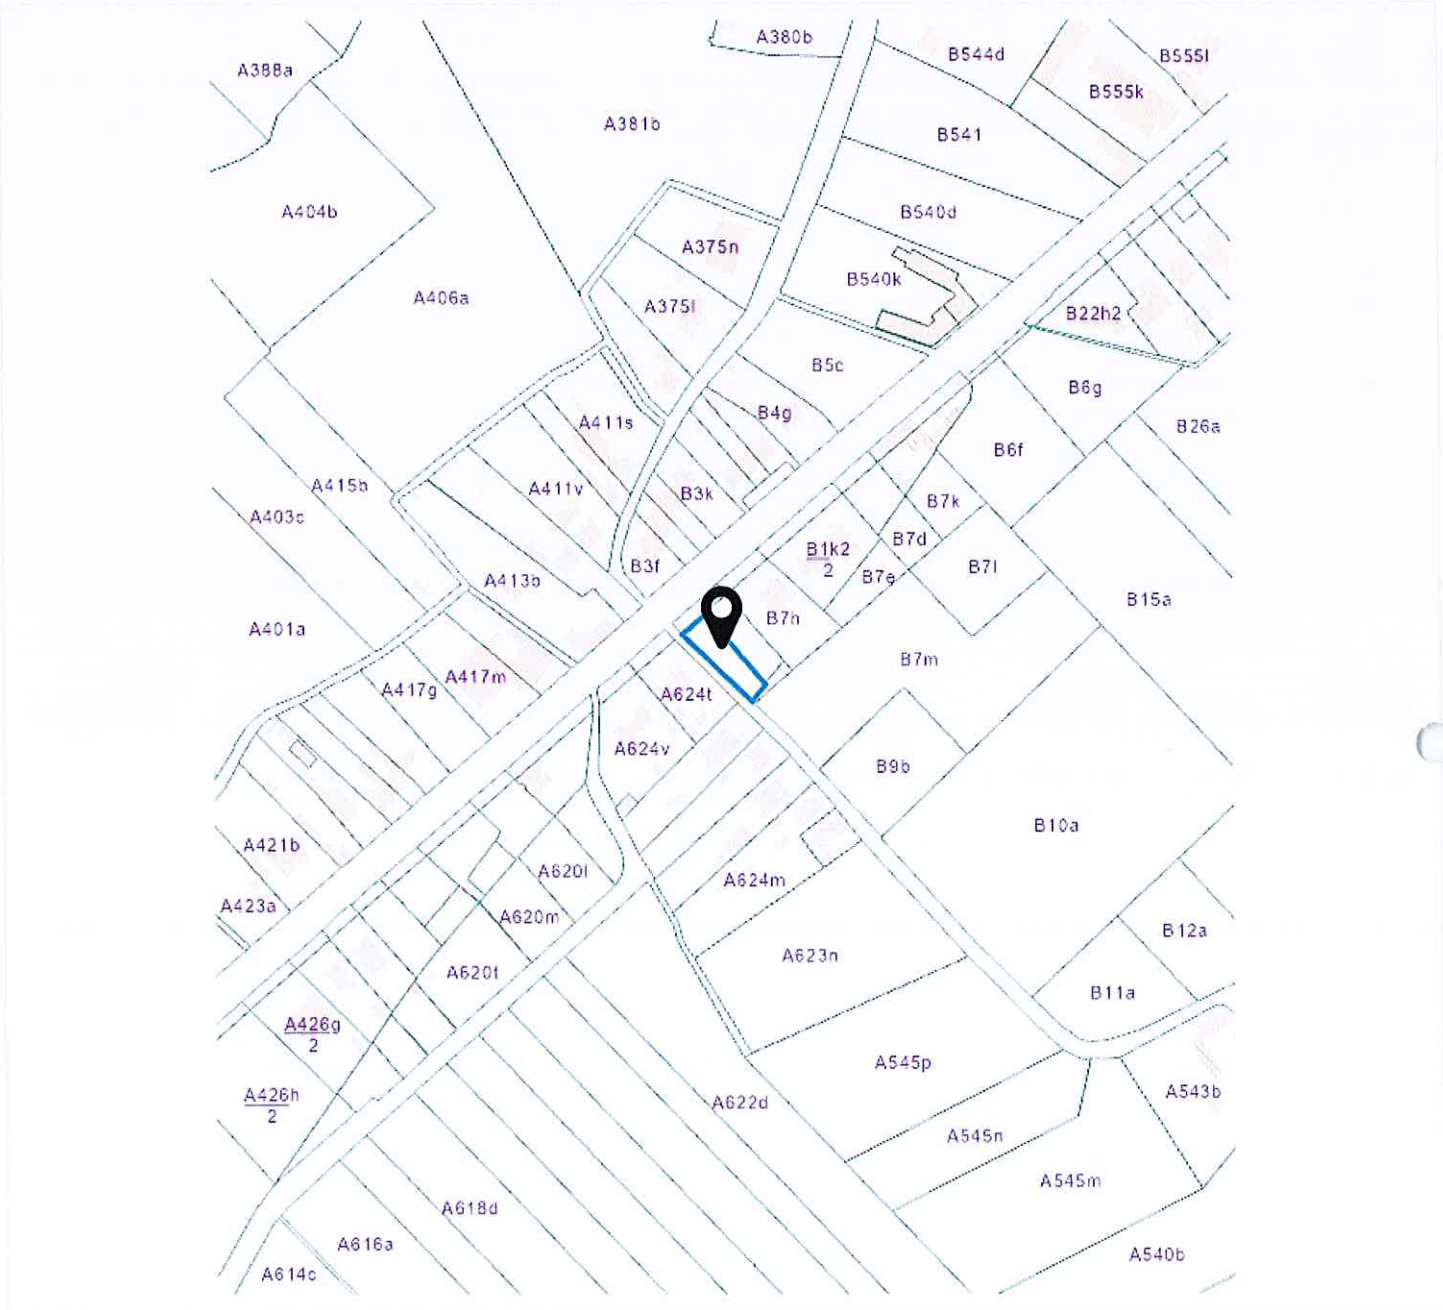 A380b
B544d
B555l
A388a
B555k
A381b
B541
A404b
B540d
A375n
B540k
A406a
A375l
B22h2
B5c
B6g
B4g
A411s
B26a
B6f
A415b
A411v
B3k
B7k
A403c
B7d
B1k2
2
B3f
B7e
B7l
A413b
B15a
B7h
A401a
B7m
A417m
A417g
A624t
A624v
B9b
B10a
A421b
A620l
A624m
A423a
A620m
B12a
A623n
A620t
B11a
A426g
2
A545p
A543b
A426h
2
A622d
A545n
A545m
A618d
A616a
A540b
A614c